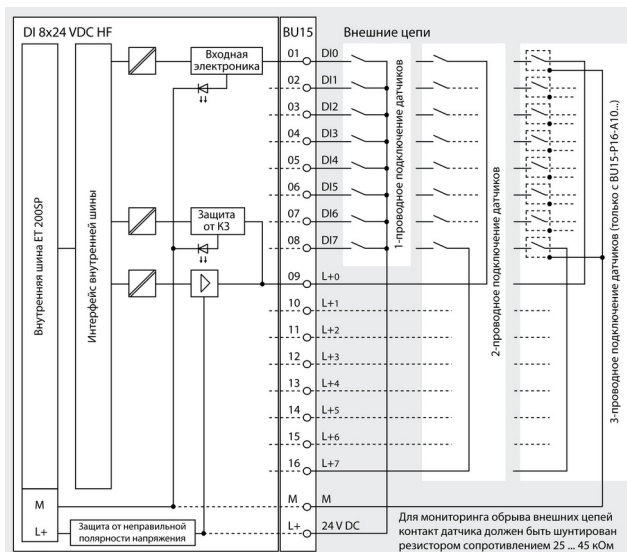 DI 8x24 VDC HF
BU15
Внешние цепи
Внутренняя шина ET 200SP
Интерфейс внутренней шины
Входная
электроника
Защита
от КЗ
01 DI0
02 DI1
03 DI2
04 DI3
05 DI4
06 DI5
07 DI6
08 DI7
09 L+0
10 L+1
11 L+2
12 L+3
13 L+4
14 L+5
15 L+6
16 L+7
1-проводное подключение датчиков
2-проводное подключение датчиков
3-проводное подключение датчиков (только с BU15-P16-A10...)
M
M
M
L+
Защита от неправильной
полярности напряжения
L+
24 V DC
Для мониторинга обрыва внешних цепей
контакт датчика должен быть шунтирован
резистором сопротивлением 25 ... 45 кОм